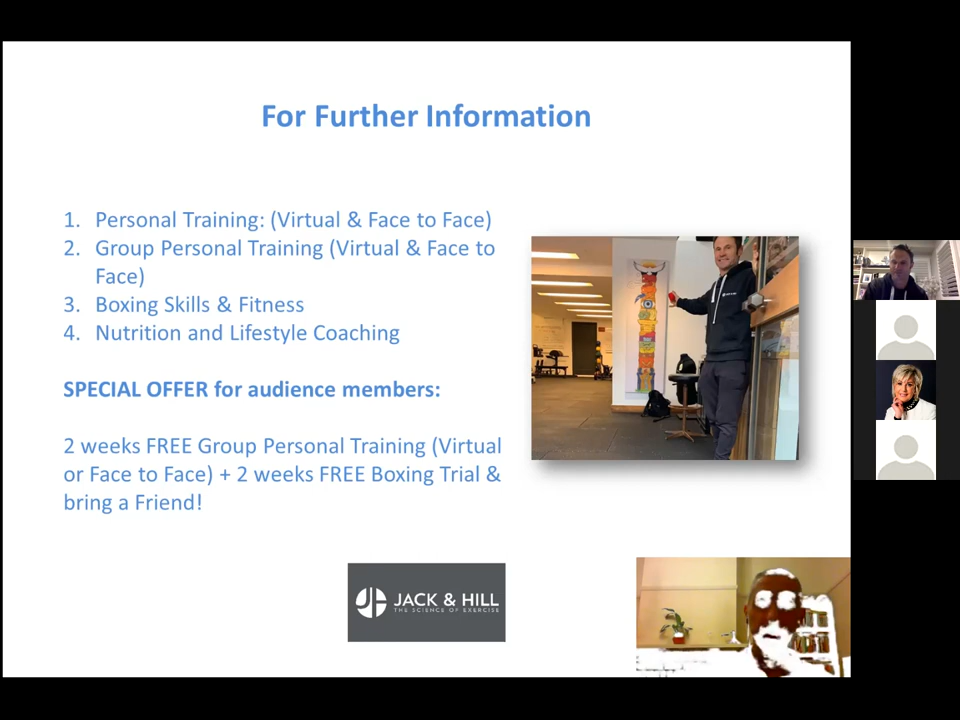 For Further Information
1. Personal Training: (Virtual & Face to Face)
2. Group Personal Training (Virtual & Face to
Face)
3. Boxing Skills & Fitness
4. Nutrition and Lifestyle Coaching
SPECIAL OFFER for audience members:
2 weeks FREE Group Personal Training (Virtual
or Face to Face) + 2 weeks FREE Boxing Trial &
bring a Friend!
JACK & HILL
THE SCIENCE OF EXERCISE